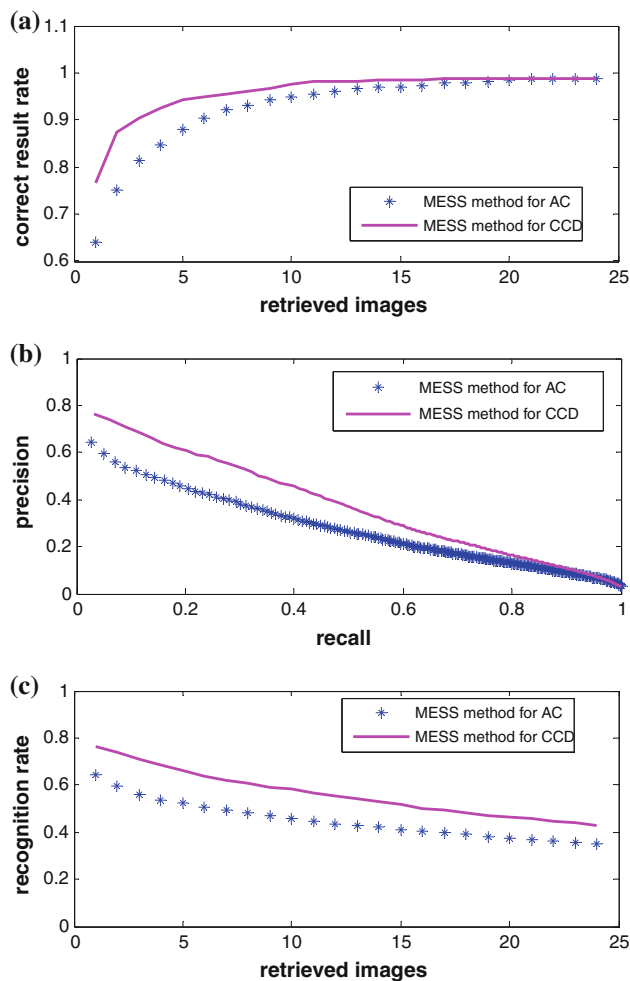 (a)
1.1
1
0.9
0.8
0.7
0.6
correct result rate
MESS method for AC
MESS method for CCD
0 5 10 15 20 25
retrieved images
(b)
1
0.8
0.6
0.4
0.2
0
precision
MESS method for AC
MESS method for CCD
0 0.2 0.4 0.6 0.8 1
recall
(c)
1
0.8
0.6
0.4
0.2
0
recognition rate
MESS method for AC
MESS method for CCD
0 5 10 15 20 25
retrieved images